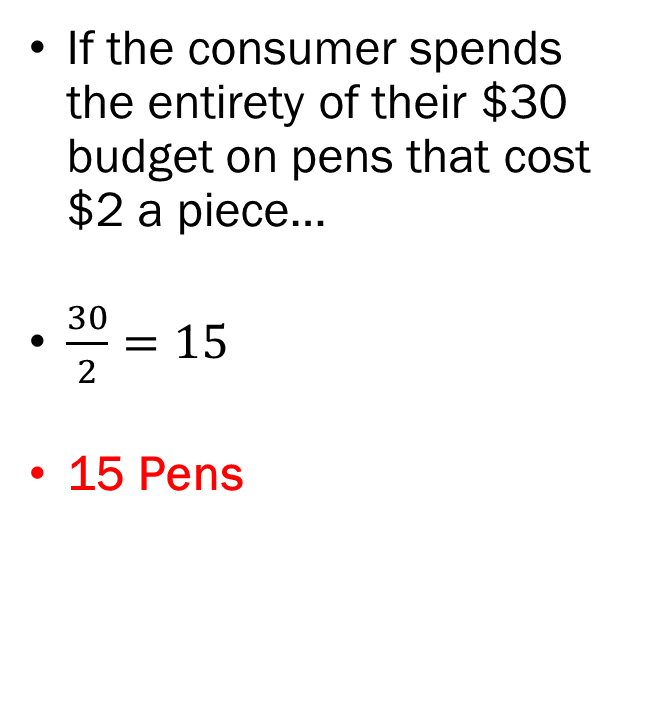 • If the consumer spends
the entirety of their $30
budget on pens that cost
$2 a piece…
• 30/2 = 15
• 15 Pens